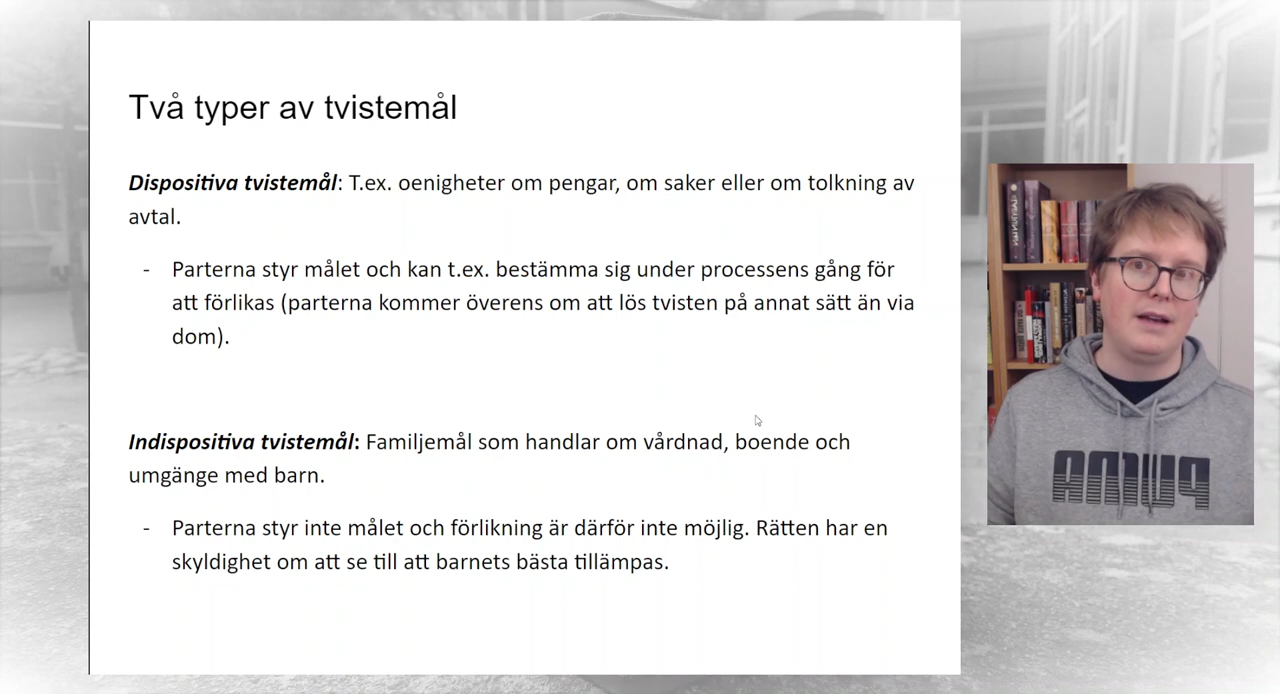 Två typer av tvistemål
Dispositiva tvistemål: T.ex. oenigheter om pengar, om saker eller om tolkning av
avtal.
- Parterna styr målet och kan t.ex. bestämma sig under processens gång för
att förlikas (parterna kommer överens om att lös tvisten på annat sätt än via
dom).
Indispositiva tvistemål: Familjemål som handlar om vårdnad, boende och
umgänge med barn.
- Parterna styr inte målet och förlikning är därför inte möjlig. Rätten har en
skyldighet om att se till att barnets bästa tillämpas.